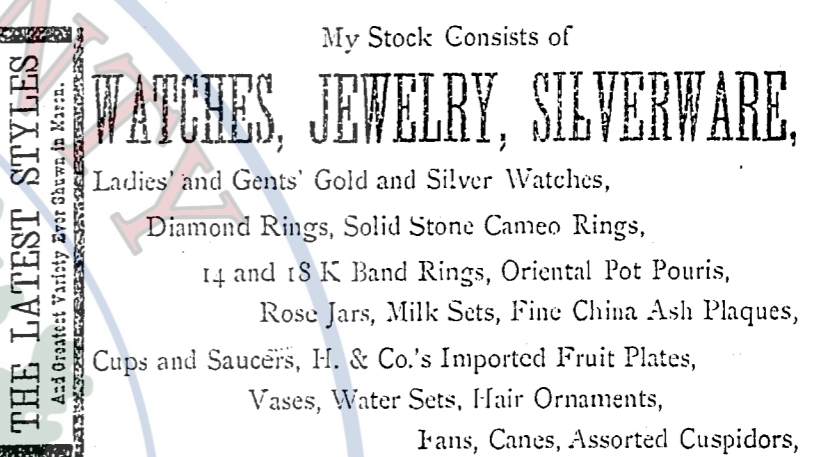 My Stock Consists of
WATCHES, JEWELRY, SILVERWARE,
Ladies' and Gents' Gold and Silver Watches,
Diamond Rings, Solid Stone Cameo Rings,
14 and 18 K Band Rings, Oriental Pot Pouris,
Rose Jars, Milk Sets, Fine China Ash Plaques,
Cups and Saucers, H. & Co.'s Imported Fruit Plates,
Vases, Water Sets, Hair Ornaments,
Fans, Canes, Assorted Cuspidors,
THE LATEST STYLES
And Greatest Variety Ever Shown in Macon.
NTY